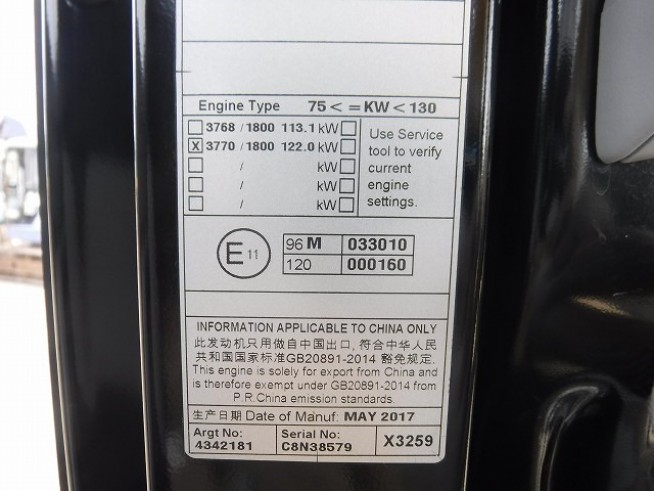 Engine Type 75 < = KW < 130
3768 / 1800 113.1 kW
X 3770 / 1800 122.0 kW
/ kW
/ kW
/ kW
Use Service
tool to verify
current
engine
settings.
E 11
96 M 033010
120 000160
INFORMATION APPLICABLE TO CHINA ONLY
此发动机只用做自中国出口, 符合中华人民
共和国国家标准GB20891-2014 豁免规定.
This engine is solely for export from China and
is therefore exempt under GB20891-2014 from
P.R.China emission standards.
生产日期 Date of Manuf: MAY 2017
Argt No: Serial No: X3259
4342181 C8N38579